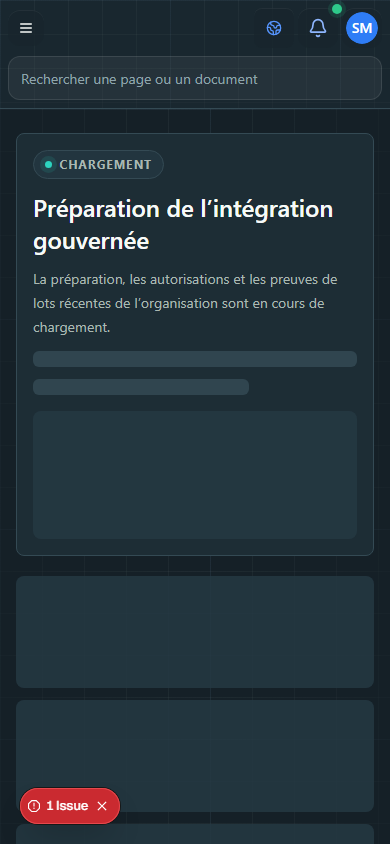 SM
Rechercher une page ou un document
CHARGEMENT
Préparation de l’intégration
gouvernée
La préparation, les autorisations et les preuves de
lots récentes de l’organisation sont en cours de
chargement.
1 Issue